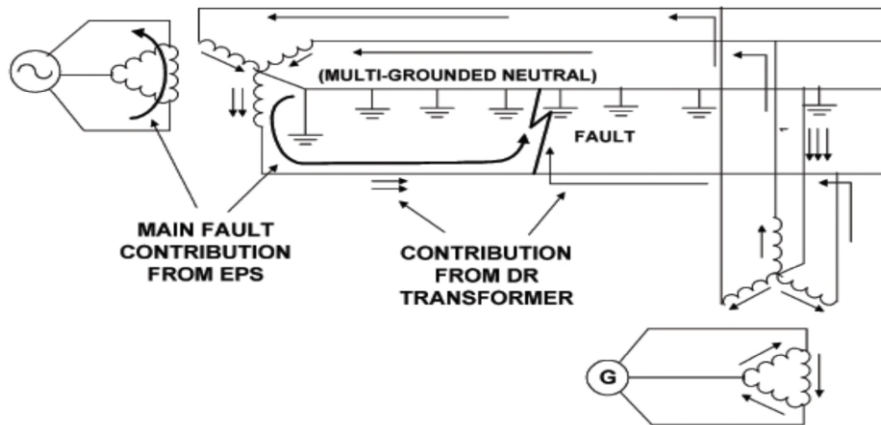 (MULTI-GROUNDED NEUTRAL)
FAULT
MAIN FAULT
CONTRIBUTION
FROM EPS
CONTRIBUTION
FROM DR
TRANSFORMER
G